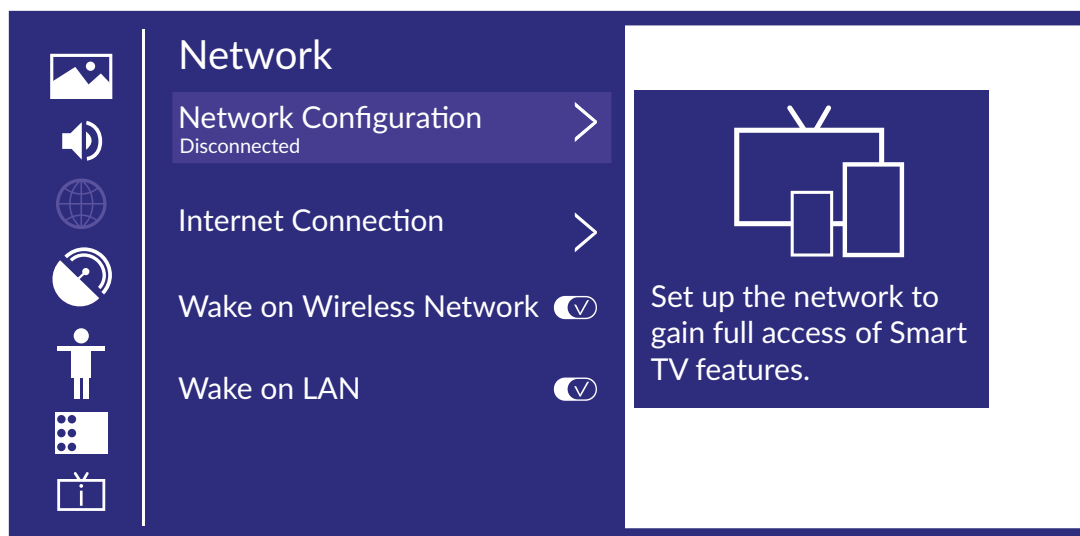 Network
Network Configuration
Disconnected
Internet Connection
Wake on Wireless Network
Wake on LAN
i
Set up the network to
gain full access of Smart
TV features.